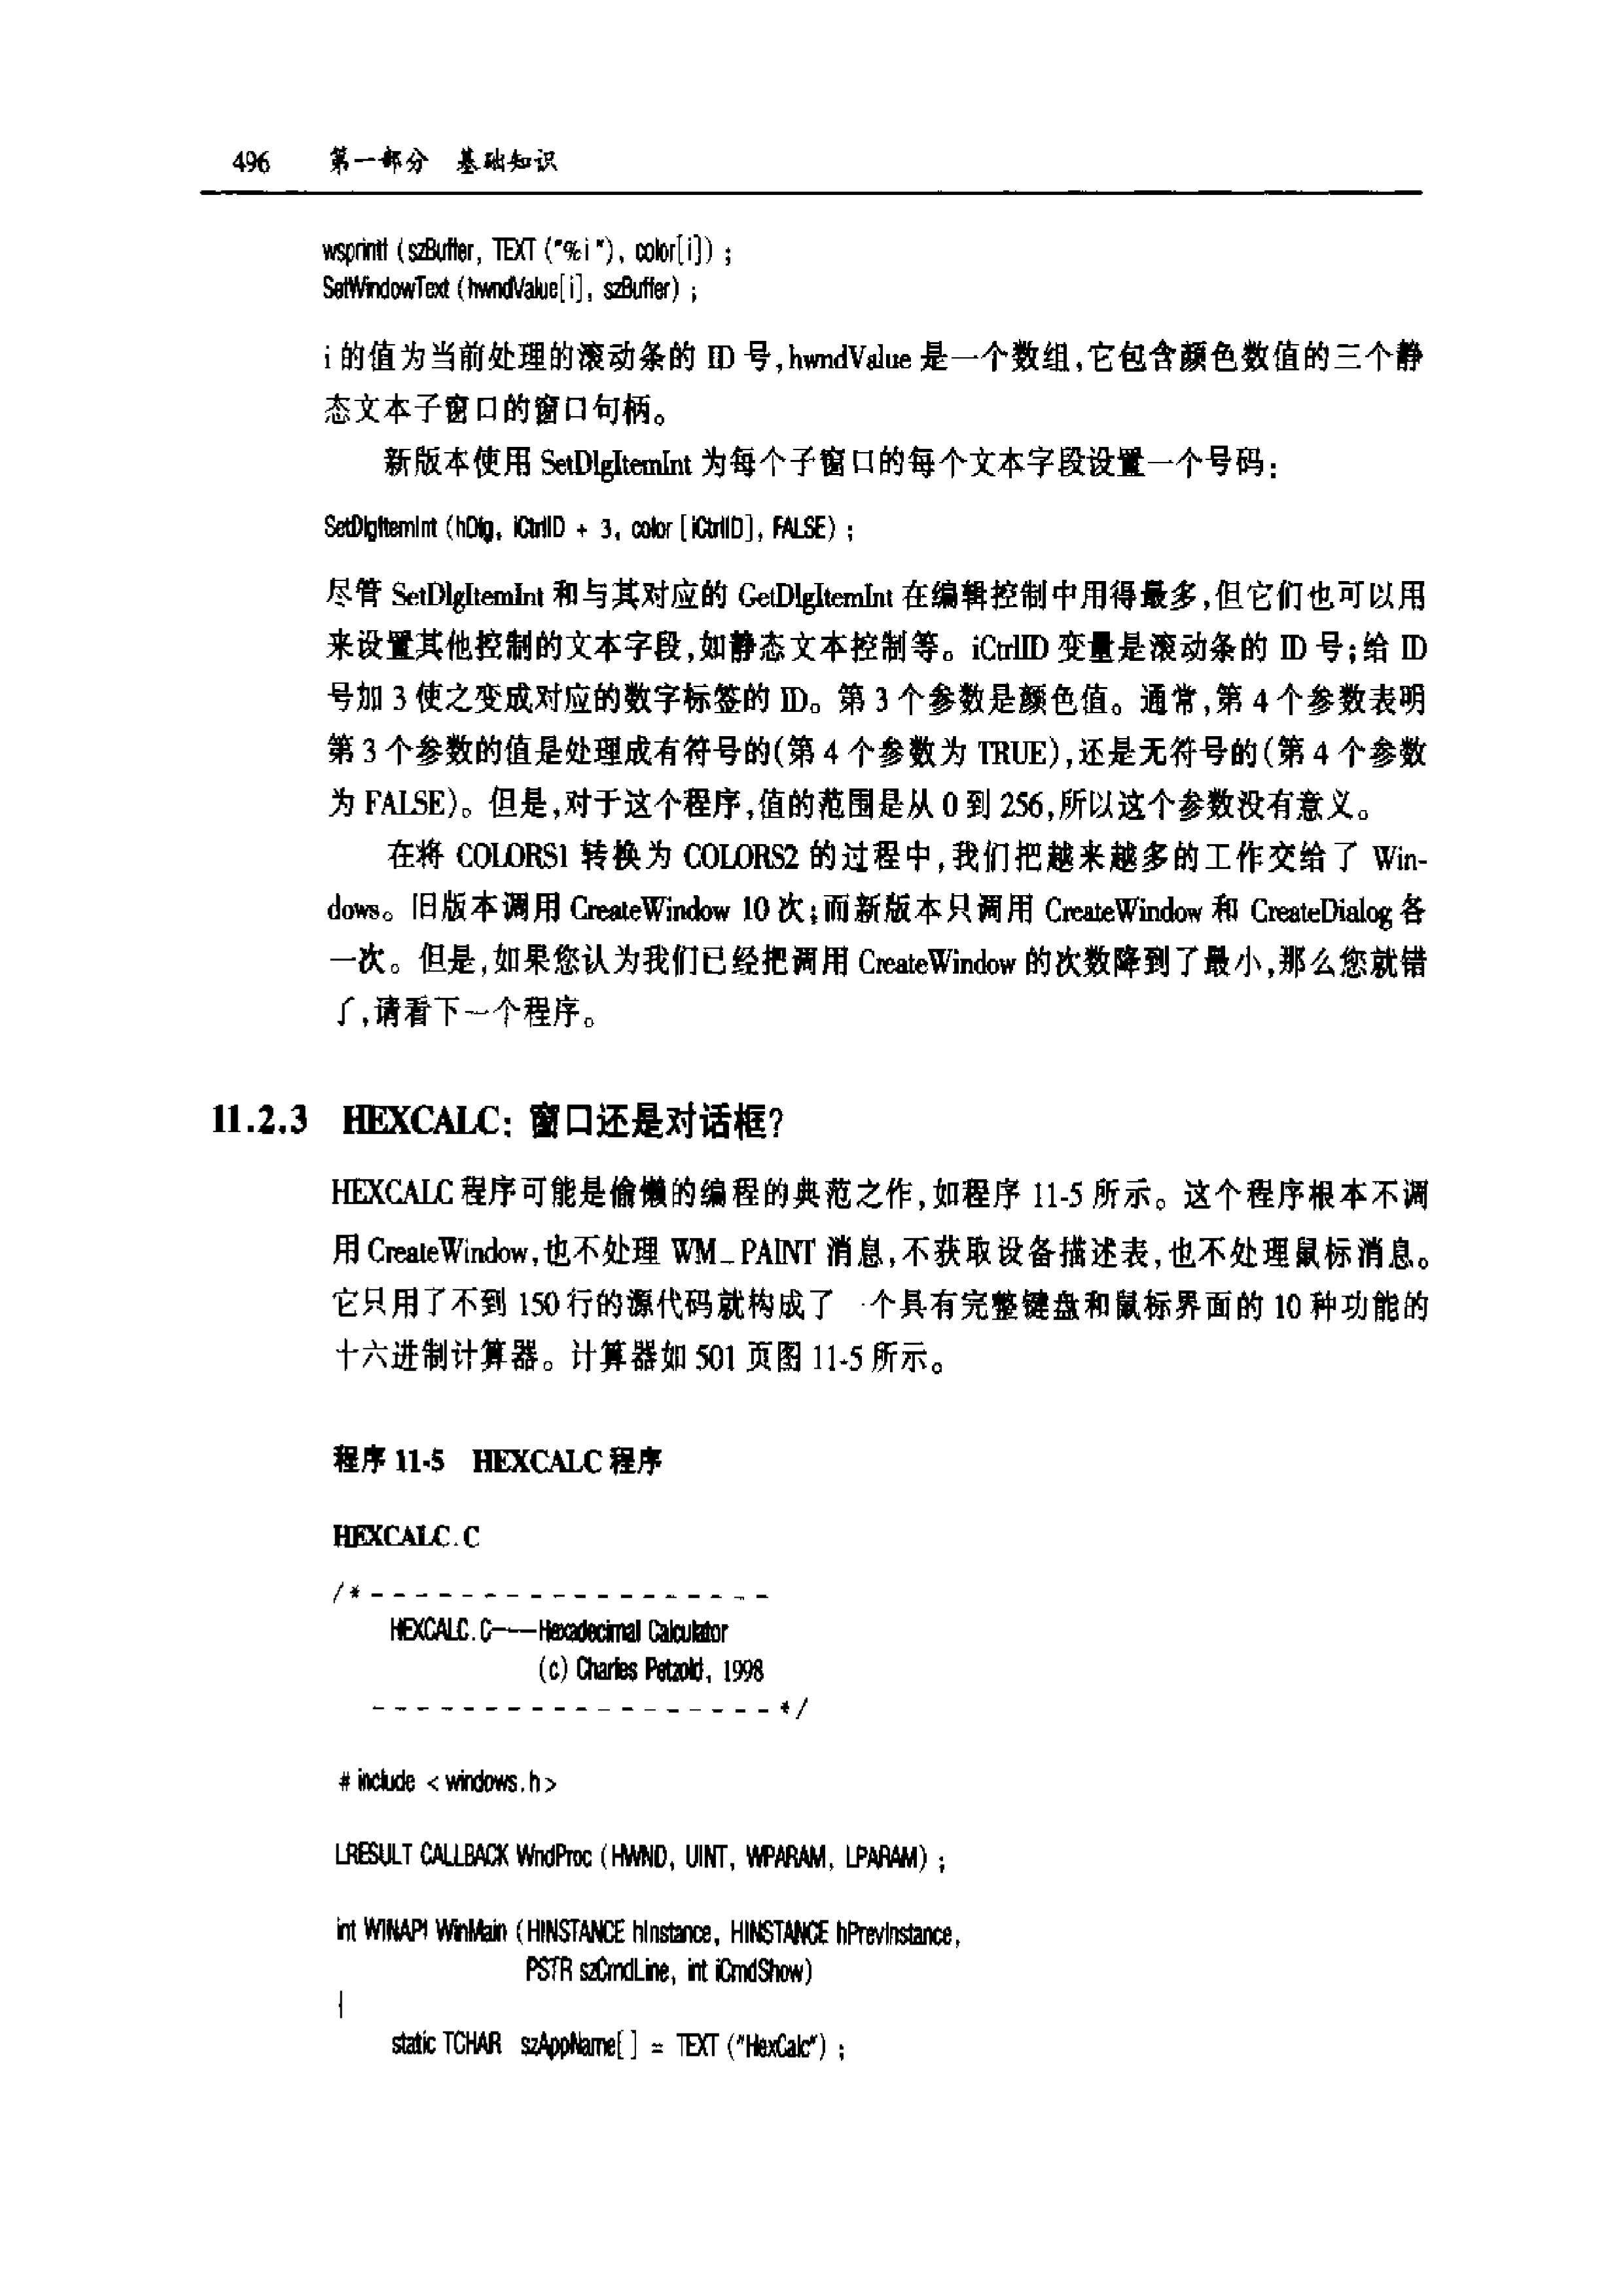 496 第一部分 基础知识
wsprintf (szBuffer, TEXT ("%i"), color[i]) ;
SetWindowText (hwndValue[i], szBuffer) ;
i 的值为当前处理的滚动条的 ID 号,hwndValue 是一个数组,它包含颜色数值的三个静
态文本子窗口的窗口句柄。
新版本使用 SetDlgItemInt 为每个子窗口的每个文本字段设置一个号码:
SetDlgItemInt (hDlg, iCtrlID + 3, color [iCtrlID], FALSE) ;
尽管 SetDlgItemInt 和与其对应的 GetDlgItemInt 在编辑控制中用得最多,但它们也可以用
来设置其他控制的文本字段,如静态文本控制等。iCtrlID 变量是滚动条的 ID 号;给 ID
号加 3 使之变成对应的数字标签的 ID。第 3 个参数是颜色值。通常,第 4 个参数表明
第 3 个参数的值是处理成有符号的(第 4 个参数为 TRUE),还是无符号的(第 4 个参数
为 FALSE)。但是,对于这个程序,值的范围是从 0 到 256,所以这个参数没有意义。
在将 COLORS1 转换为 COLORS2 的过程中,我们把越来越多的工作交给了 Win-
dows。旧版本调用 CreateWindow 10 次;而新版本只调用 CreateWindow 和 CreateDialog 各
一次。但是,如果您认为我们已经把调用 CreateWindow 的次数降到了最小,那么您就错
了,请看下一个程序。
11.2.3 HEXCALC: 窗口还是对话框?
HEXCALC 程序可能是偷懒的编程的典范之作,如程序 11-5 所示。这个程序根本不调
用 CreateWindow,也不处理 WM_PAINT 消息,不获取设备描述表,也不处理鼠标消息。
它只用了不到 150 行的源代码就构成了一个具有完整键盘和鼠标界面的 10 种功能的
十六进制计算器。计算器如 501 页图 11-5 所示。
程序 11-5 HEXCALC 程序
HEXCALC.C
/* - - - - - - - - - - - - - - - - - -
HEXCALC.C---Hexadecimal Calculator
(c) Charles Petzold, 1998
- - - - - - - - - - - - - - - - - - */
# include < windows.h >
LRESULT CALLBACK WndProc (HWND, UINT, WPARAM, LPARAM) ;
int WINAPI WinMain (HINSTANCE hInstance, HINSTANCE hPrevInstance,
PSTR szCmdLine, int iCmdShow)
{
static TCHAR szAppName[ ] = TEXT ("HexCalc") ;